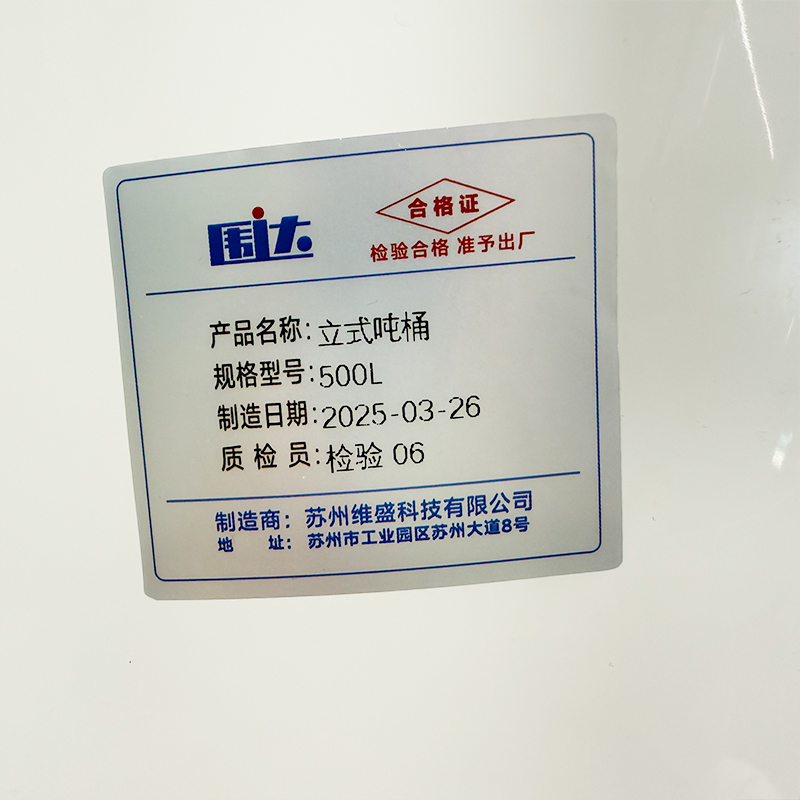 围达
合格证
检验合格 准予出厂
产品名称：立式吨桶
规格型号：500L
制造日期：2025-03-26
质 检 员：检验 06
制造商：苏州维盛科技有限公司
地 址：苏州市工业园区苏州大道8号